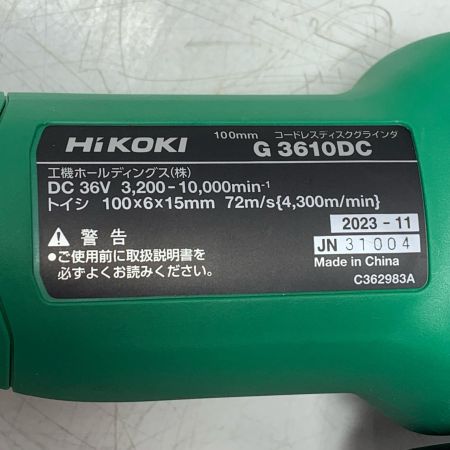 HiKOKI
100mm コードレスディスクグラインダ
G 3610DC
工機ホールディングス(株)
DC 36V 3,200-10,000min⁻¹
トイシ 100×6×15mm 72m/s{4,300m/min}
⚠ 警告
●ご使用前に取扱説明書を
必ずよくお読みください。
2023-11
JN 31004
Made in China
C362983A